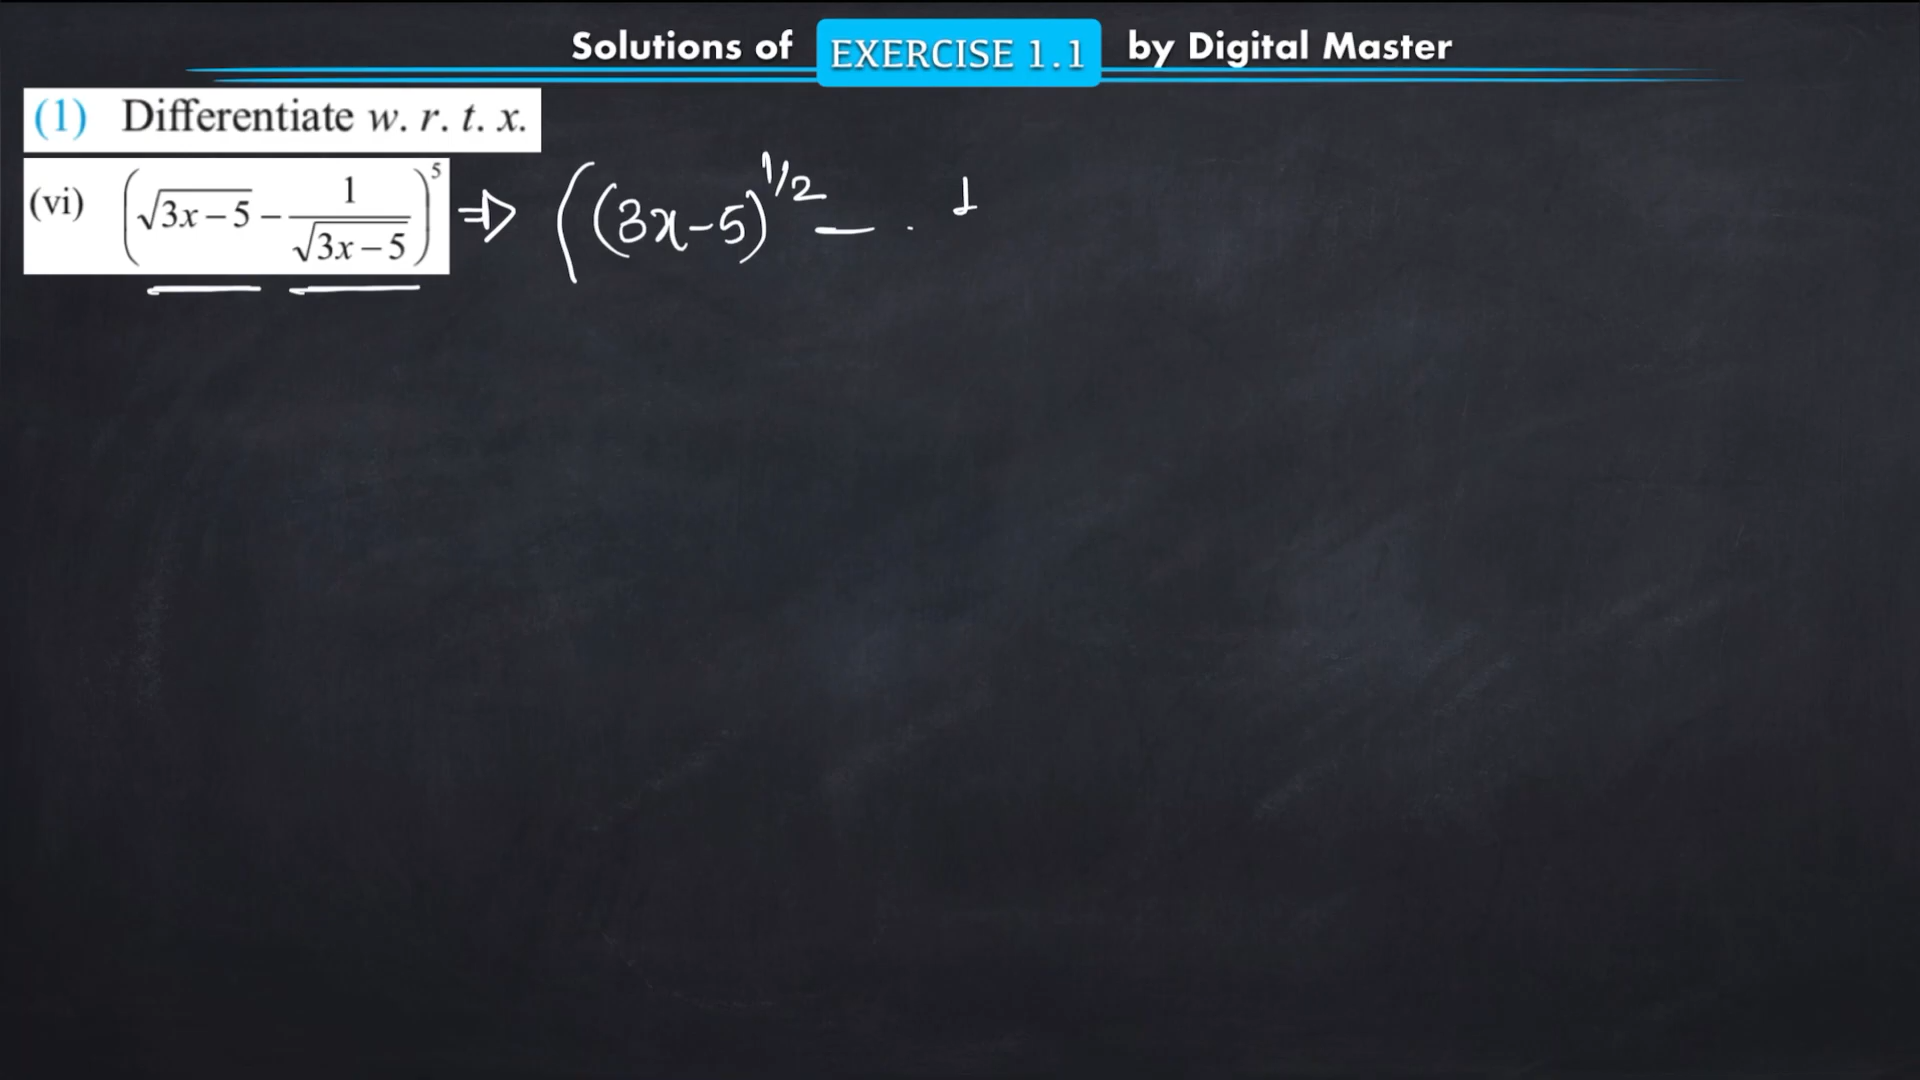 Solutions of EXERCISE 1.1 by Digital Master
(1) Differentiate w. r. t. x.
(vi) (√(3x – 5) – 1/√(3x – 5))^5 ⇒ ((3x-5)^1/2 — 1